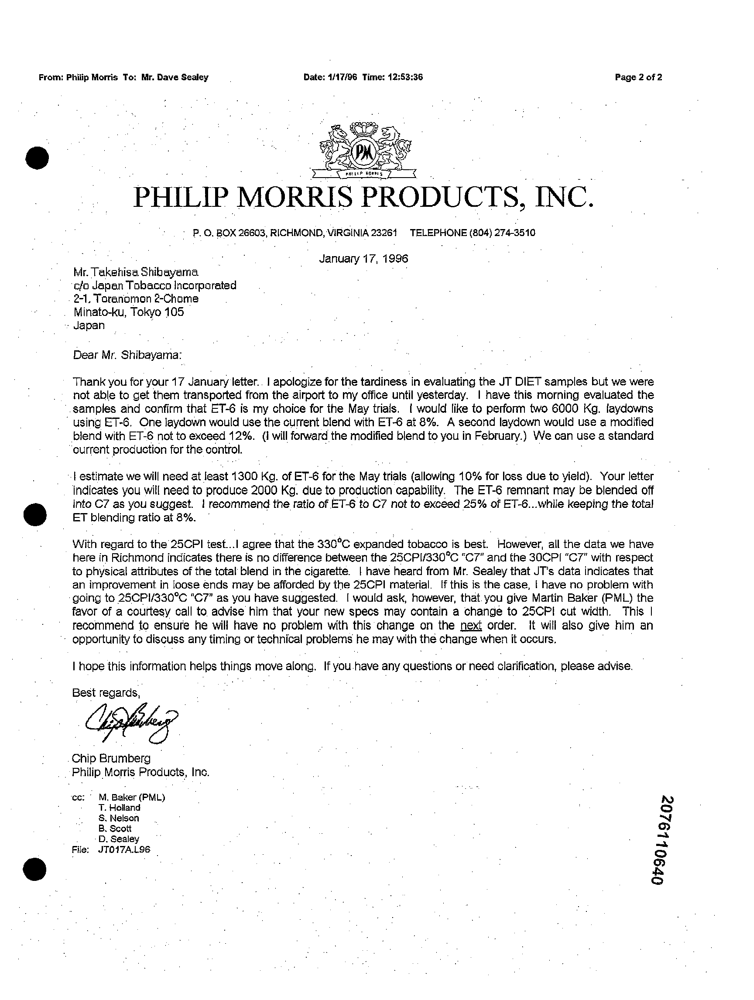 From: Philip Morris To: Mr. Dave Sealey Date: 1/17/96 Time: 12:53:36 Page 2 of 2
PM
PHILIP MORRIS
PHILIP MORRIS PRODUCTS, INC.
P. O. BOX 26603, RICHMOND, VIRGINIA 23261 TELEPHONE (804) 274-3510
January 17, 1996
Mr. Takehisa Shibayama
c/o Japan Tobacco Incorporated
2-1, Toranomon 2-Chome
Minato-ku, Tokyo 105
Japan
Dear Mr. Shibayama:
Thank you for your 17 January letter. I apologize for the tardiness in evaluating the JT DIET samples but we were
not able to get them transported from the airport to my office until yesterday. I have this morning evaluated the
samples and confirm that ET-6 is my choice for the May trials. I would like to perform two 6000 Kg. laydowns
using ET-6. One laydown would use the current blend with ET-6 at 8%. A second laydown would use a modified
blend with ET-6 not to exceed 12%. (I will forward the modified blend to you in February.) We can use a standard
current production for the control.
I estimate we will need at least 1300 Kg. of ET-6 for the May trials (allowing 10% for loss due to yield). Your letter
indicates you will need to produce 2000 Kg. due to production capability. The ET-6 remnant may be blended off
into C7 as you suggest. I recommend the ratio of ET-6 to C7 not to exceed 25% of ET-6...while keeping the total
ET blending ratio at 8%.
With regard to the 25CPI test...I agree that the 330°C expanded tobacco is best. However, all the data we have
here in Richmond indicates there is no difference between the 25CPI/330°C "C7" and the 30CPI "C7" with respect
to physical attributes of the total blend in the cigarette. I have heard from Mr. Sealey that JT's data indicates that
an improvement in loose ends may be afforded by the 25CPI material. If this is the case, I have no problem with
going to 25CPI/330°C "C7" as you have suggested. I would ask, however, that you give Martin Baker (PML) the
favor of a courtesy call to advise him that your new specs may contain a change to 25CPI cut width. This I
recommend to ensure he will have no problem with this change on the next order. It will also give him an
opportunity to discuss any timing or technical problems he may with the change when it occurs.
I hope this information helps things move along. If you have any questions or need clarification, please advise.
Best regards,
Chip Brumberg
Chip Brumberg
Philip Morris Products, Inc.
cc: M. Baker (PML)
T. Holland
S. Nelson
B. Scott
D. Sealey
File: JT017A.L96
2076110640